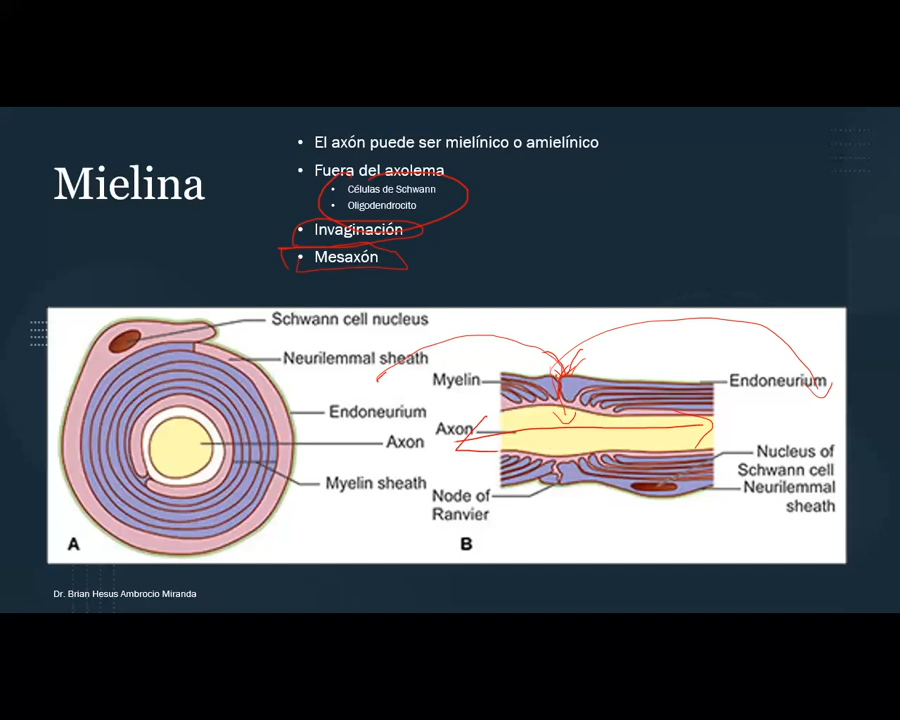 Mielina
• El axón puede ser mielínico o amielínico
• Fuera del axolema
• Células de Schwann
• Oligodendrocito
• Invaginación
• Mesaxón
Schwann cell nucleus
Neurilemmal sheath
Endoneurium
Axon
Myelin sheath
A
Myelin
Axon
Node of
Ranvier
Endoneurium
Nucleus of
Schwann cell
Neurilemmal
sheath
B
Dr. Brian Hesus Ambrocio Miranda